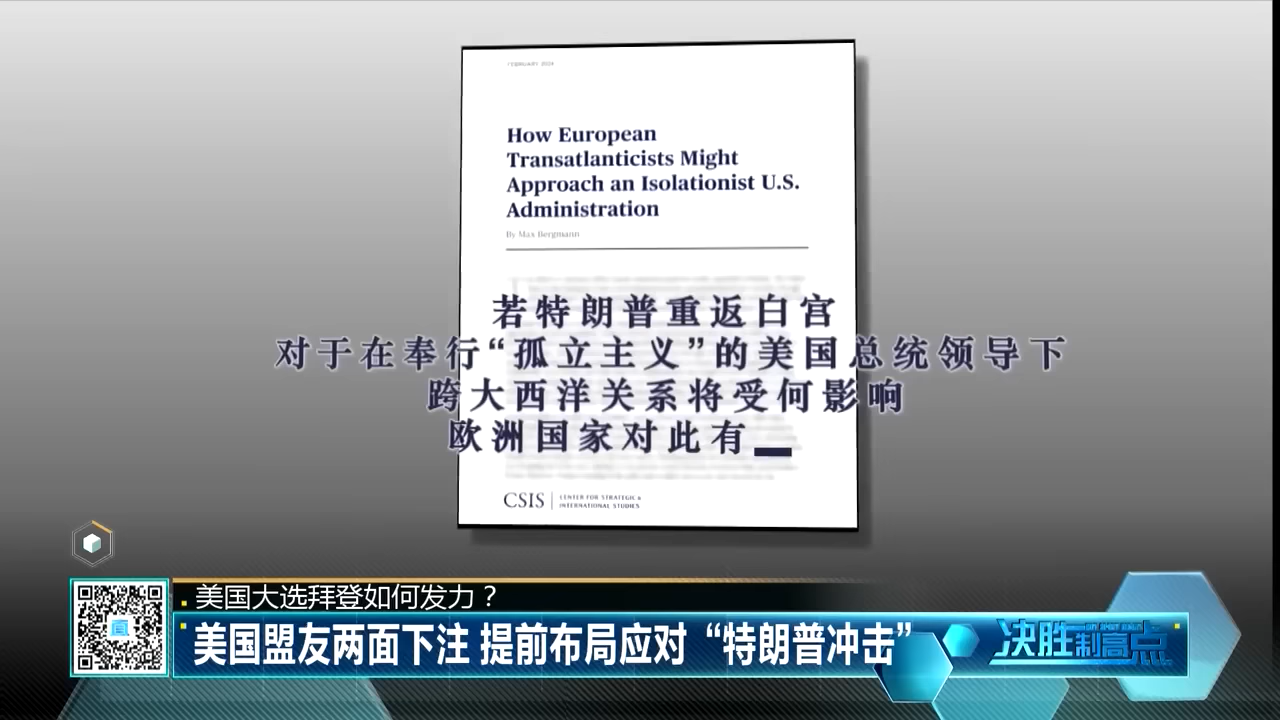 FEBRUARY 2024
How European
Transatlanticists Might
Approach an Isolationist U.S.
Administration
By Max Bergmann
若特朗普重返白宫
对于在奉行“孤立主义”的美国总统领导下
跨大西洋关系将受何影响
欧洲国家对此有
CSIS
CENTER FOR STRATEGIC &
INTERNATIONAL STUDIES
美国大选拜登如何发力？
美国盟友两面下注 提前布局应对“特朗普冲击”
决胜制高点